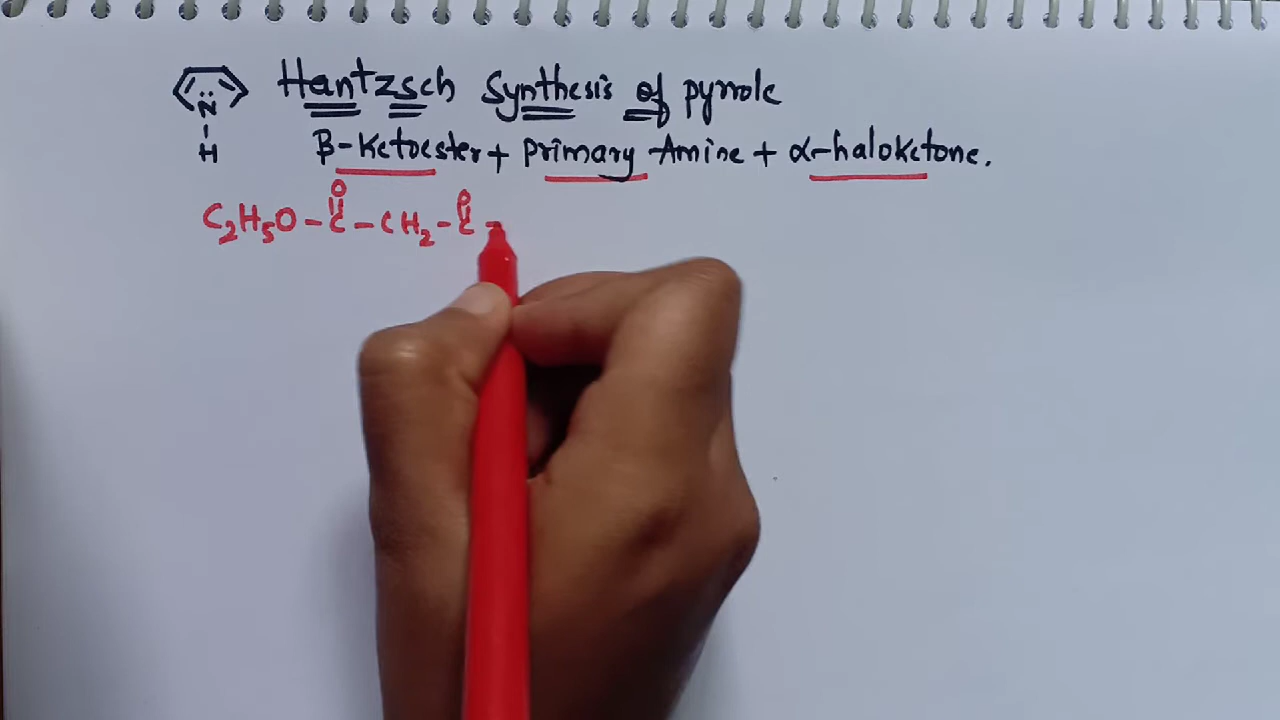 Hantzsch Synthesis of pyrrole
N
H
β-Ketoester + primary Amine + α-haloketone.
O O
C₂H₅O - C - CH₂ - C -